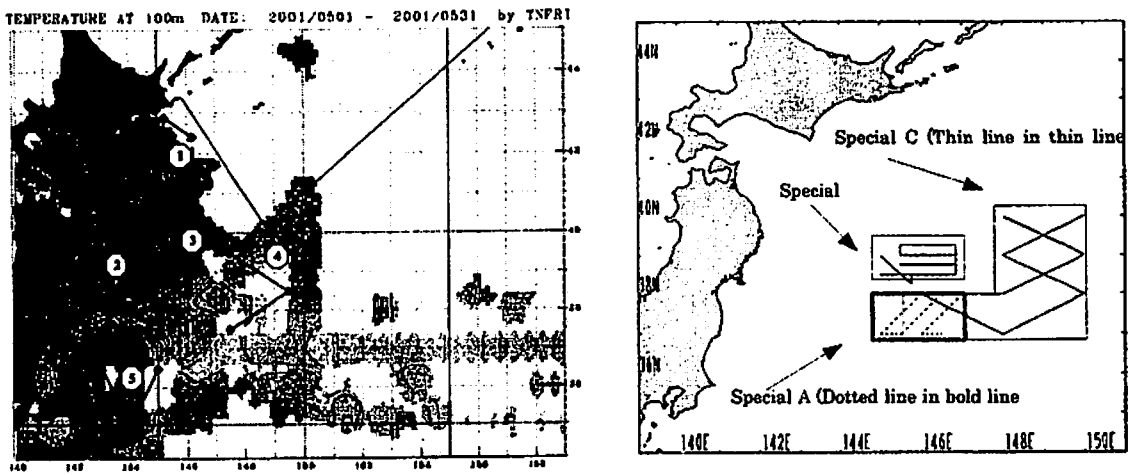 TEMPERATURE AT 100m DATE: 2001/0501 - 2001/0531 by TNFRI
1
2
3
4
5
44N
42N
40N
38N
36N
140E 142E 144E 146E 148E 150E
Special C (Thin line in thin line
Special
Special A (Dotted line in bold line